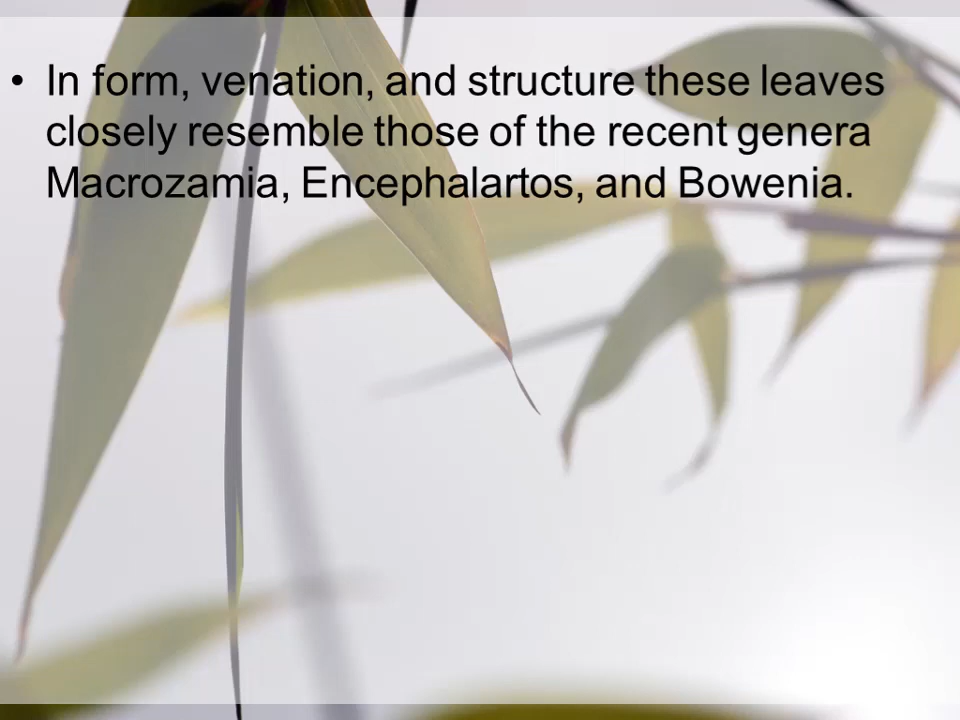 • In form, venation, and structure these leaves
closely resemble those of the recent genera
Macrozamia, Encephalartos, and Bowenia.